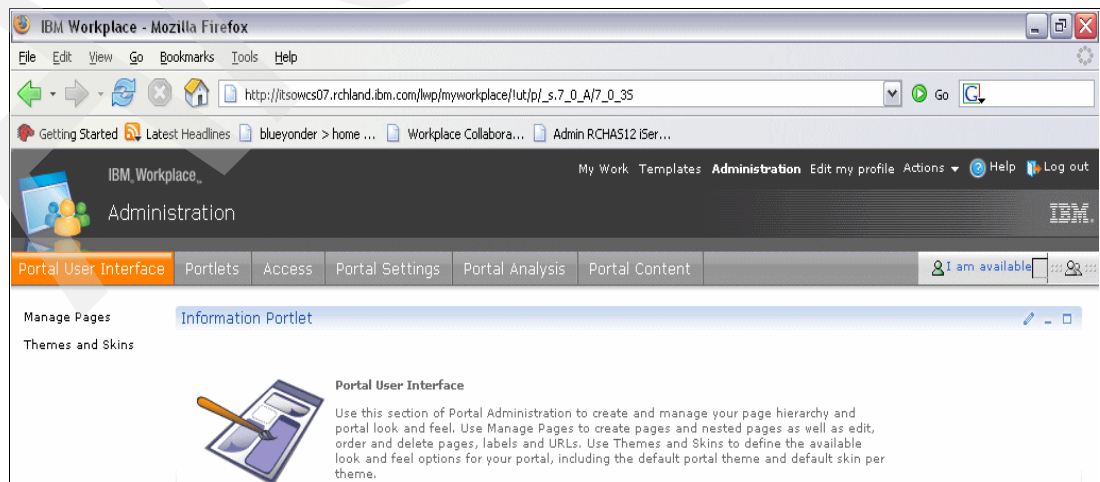 IBM Workplace - Mozilla Firefox
File Edit View Go Bookmarks Tools Help
http://itsowcs07.rchland.ibm.com/lwp/myworkplace/!ut/p/_s.7_0_A/7_0_35 Go G
Getting Started Latest Headlines blueyonder > home ... Workplace Collabora... Admin RCHAS12 iSer...
IBM Workplace My Work Templates Administration Edit my profile Actions Help Log out
Administration IBM.
Portal User Interface Portlets Access Portal Settings Portal Analysis Portal Content I am available
Manage Pages Information Portlet
Themes and Skins
Portal User Interface
Use this section of Portal Administration to create and manage your page hierarchy and
portal look and feel. Use Manage Pages to create pages and nested pages as well as edit,
order and delete pages, labels and URLs. Use Themes and Skins to define the available
look and feel options for your portal, including the default portal theme and default skin per
theme.